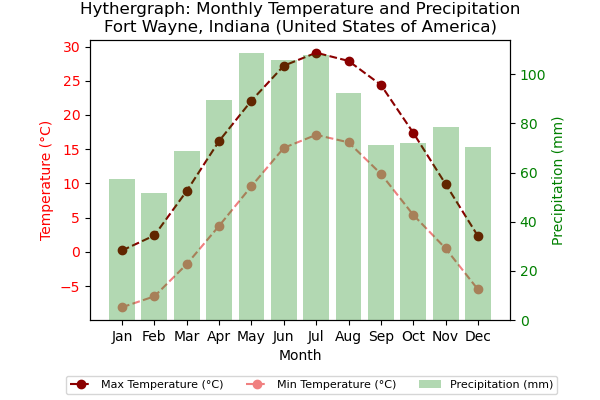 Hythergraph: Monthly Temperature and Precipitation
Fort Wayne, Indiana (United States of America)
30
25
20
15
10
5
0
−5
Temperature (°C)
100
80
60
40
20
0
Precipitation (mm)
Jan Feb Mar Apr May Jun Jul Aug Sep Oct Nov Dec
Month
Max Temperature (°C) Min Temperature (°C) Precipitation (mm)